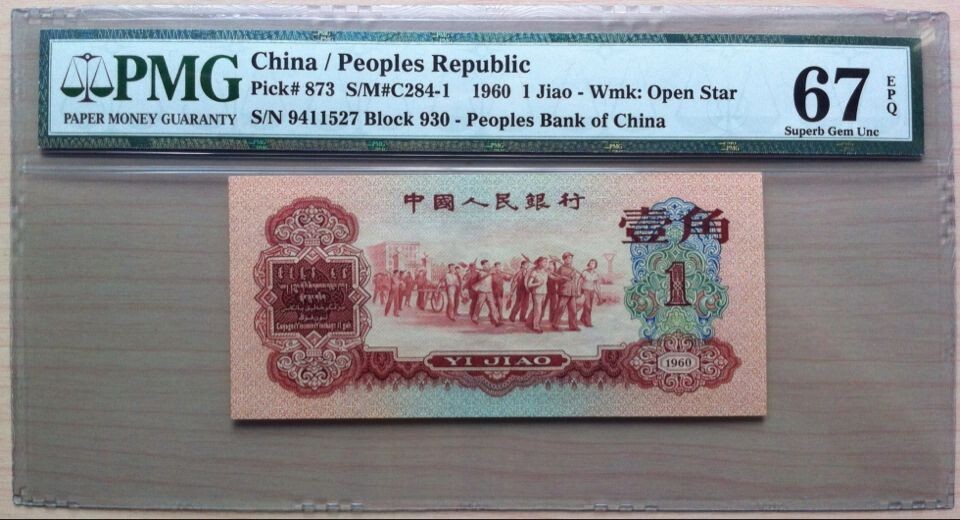 PMG
PAPER MONEY GUARANTY
China / Peoples Republic
Pick# 873 S/M#C284-1 1960 1 Jiao - Wmk: Open Star
S/N 9411527 Block 930 - Peoples Bank of China
67
EPQ
Superb Gem Unc
中國人民銀行
壹角
1
YI JIAO
1960